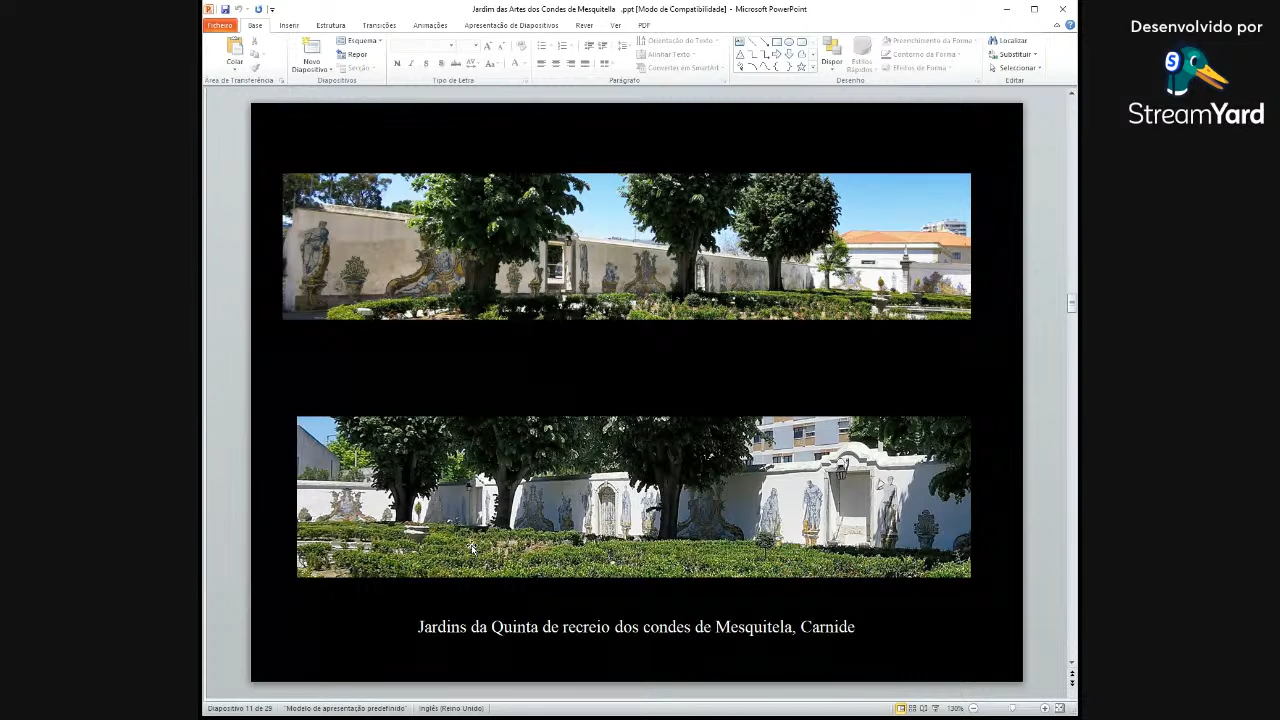 Jardim das Artes dos Condes de Mesquitella .ppt [Modo de Compatibilidade] - Microsoft PowerPoint
Desenvolvido por
StreamYard
Ficheiro Base Inserir Estrutura Transições Animações Apresentação de Diapositivos Rever Ver PDF
Colar
Novo
Diapositivo
Esquema
Repor
Secção
Orientação do Texto
Alinhar Texto
Converter em SmartArt
Dispor
Estilos
Rápidos
Preenchimento da Forma
Contorno da Forma
Efeitos de Forma
Localizar
Substituir
Seleccionar
Área de Transferência Diapositivos Tipo de Letra Parágrafo Desenho Editar
Jardins da Quinta de recreio dos condes de Mesquitela, Carnide
Diapositivo 11 de 29 "Modelo de apresentação predefinido" Inglês (Reino Unido) 130%